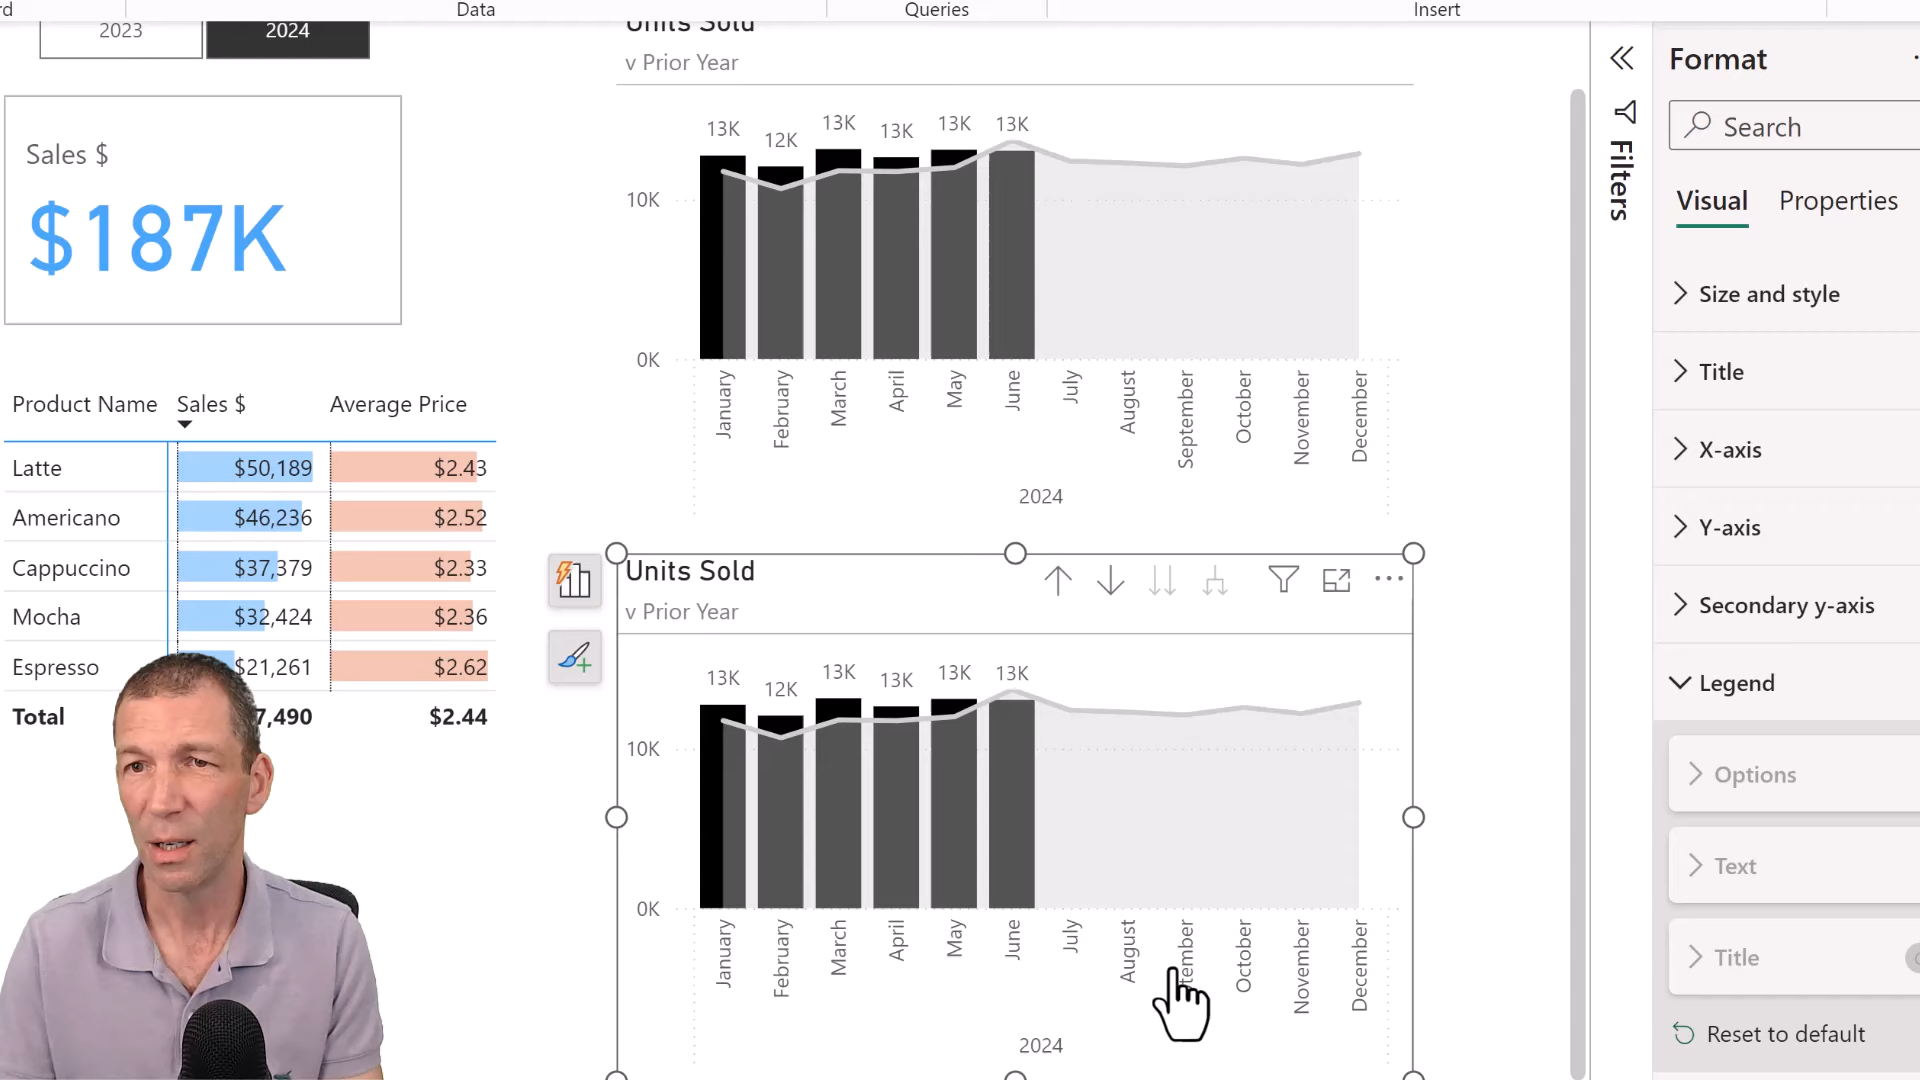 Data
Queries
Insert
2023
2024
Sales $
$187K
Product Name Sales $ Average Price
Latte $50,189 $2.43
Americano $46,236 $2.52
Cappuccino $37,379 $2.33
Mocha $32,424 $2.36
Espresso $21,261 $2.62
Total 7,490 $2.44
Units Sold
v Prior Year
13K 12K 13K 13K 13K 13K
10K
0K
January February March April May June July August September October November December
2024
Units Sold
v Prior Year
13K 12K 13K 13K 13K 13K
10K
0K
January February March April May June July August tember October November December
2024
Filters
Format
Search
Visual Properties
Size and style
Title
X-axis
Y-axis
Secondary y-axis
Legend
Options
Text
Title
Reset to default